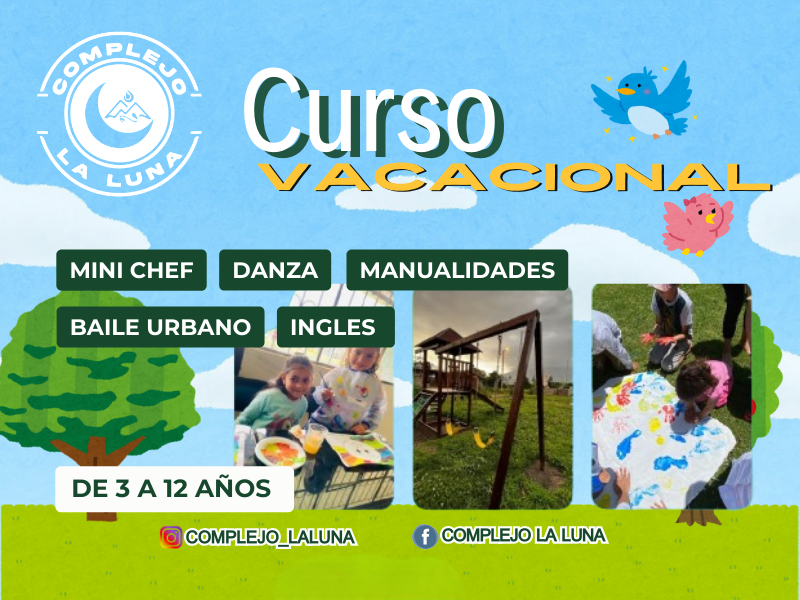 COMPLEJO
LA LUNA
Curso
VACACIONAL
MINI CHEF
DANZA
MANUALIDADES
BAILE URBANO
INGLES
DE 3 A 12 AÑOS
COMPLEJO_LALUNA
COMPLEJO LA LUNA